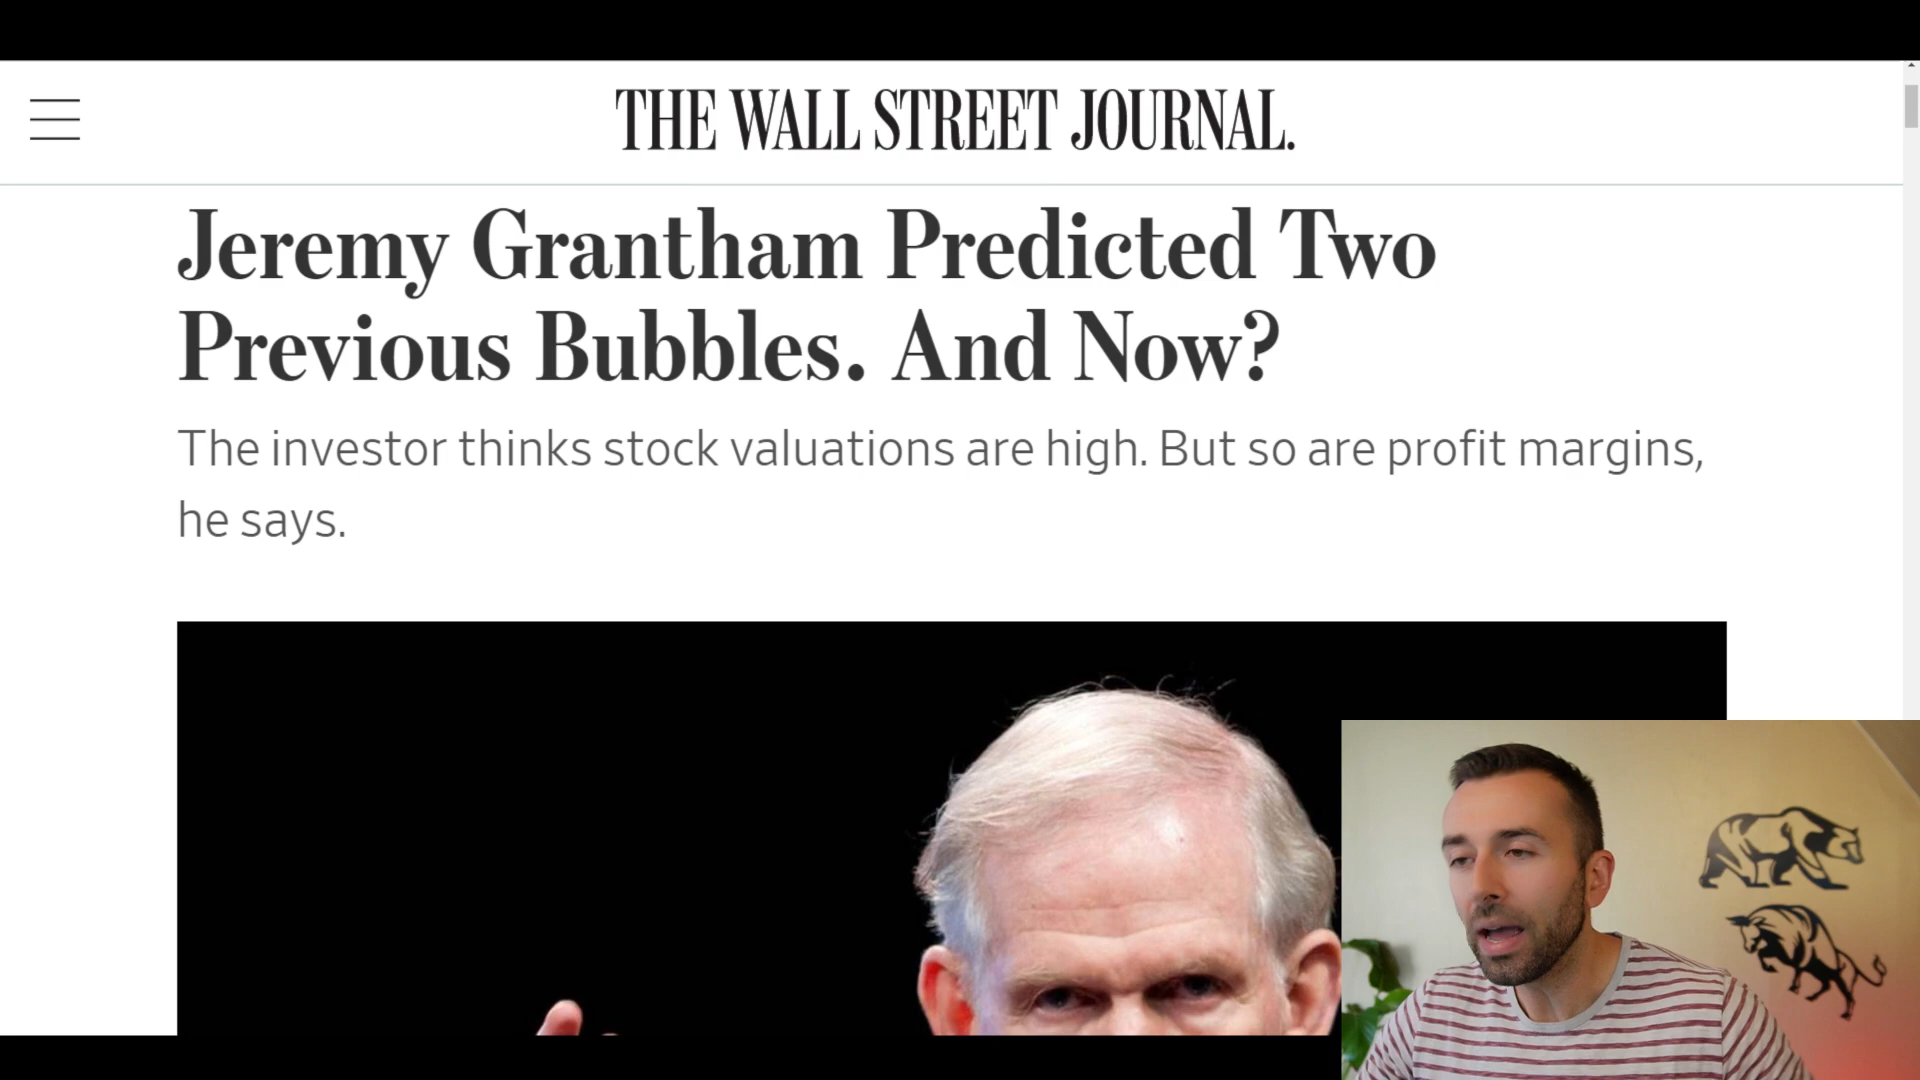 THE WALL STREET JOURNAL.
Jeremy Grantham Predicted Two
Previous Bubbles. And Now?
The investor thinks stock valuations are high. But so are profit margins,
he says.